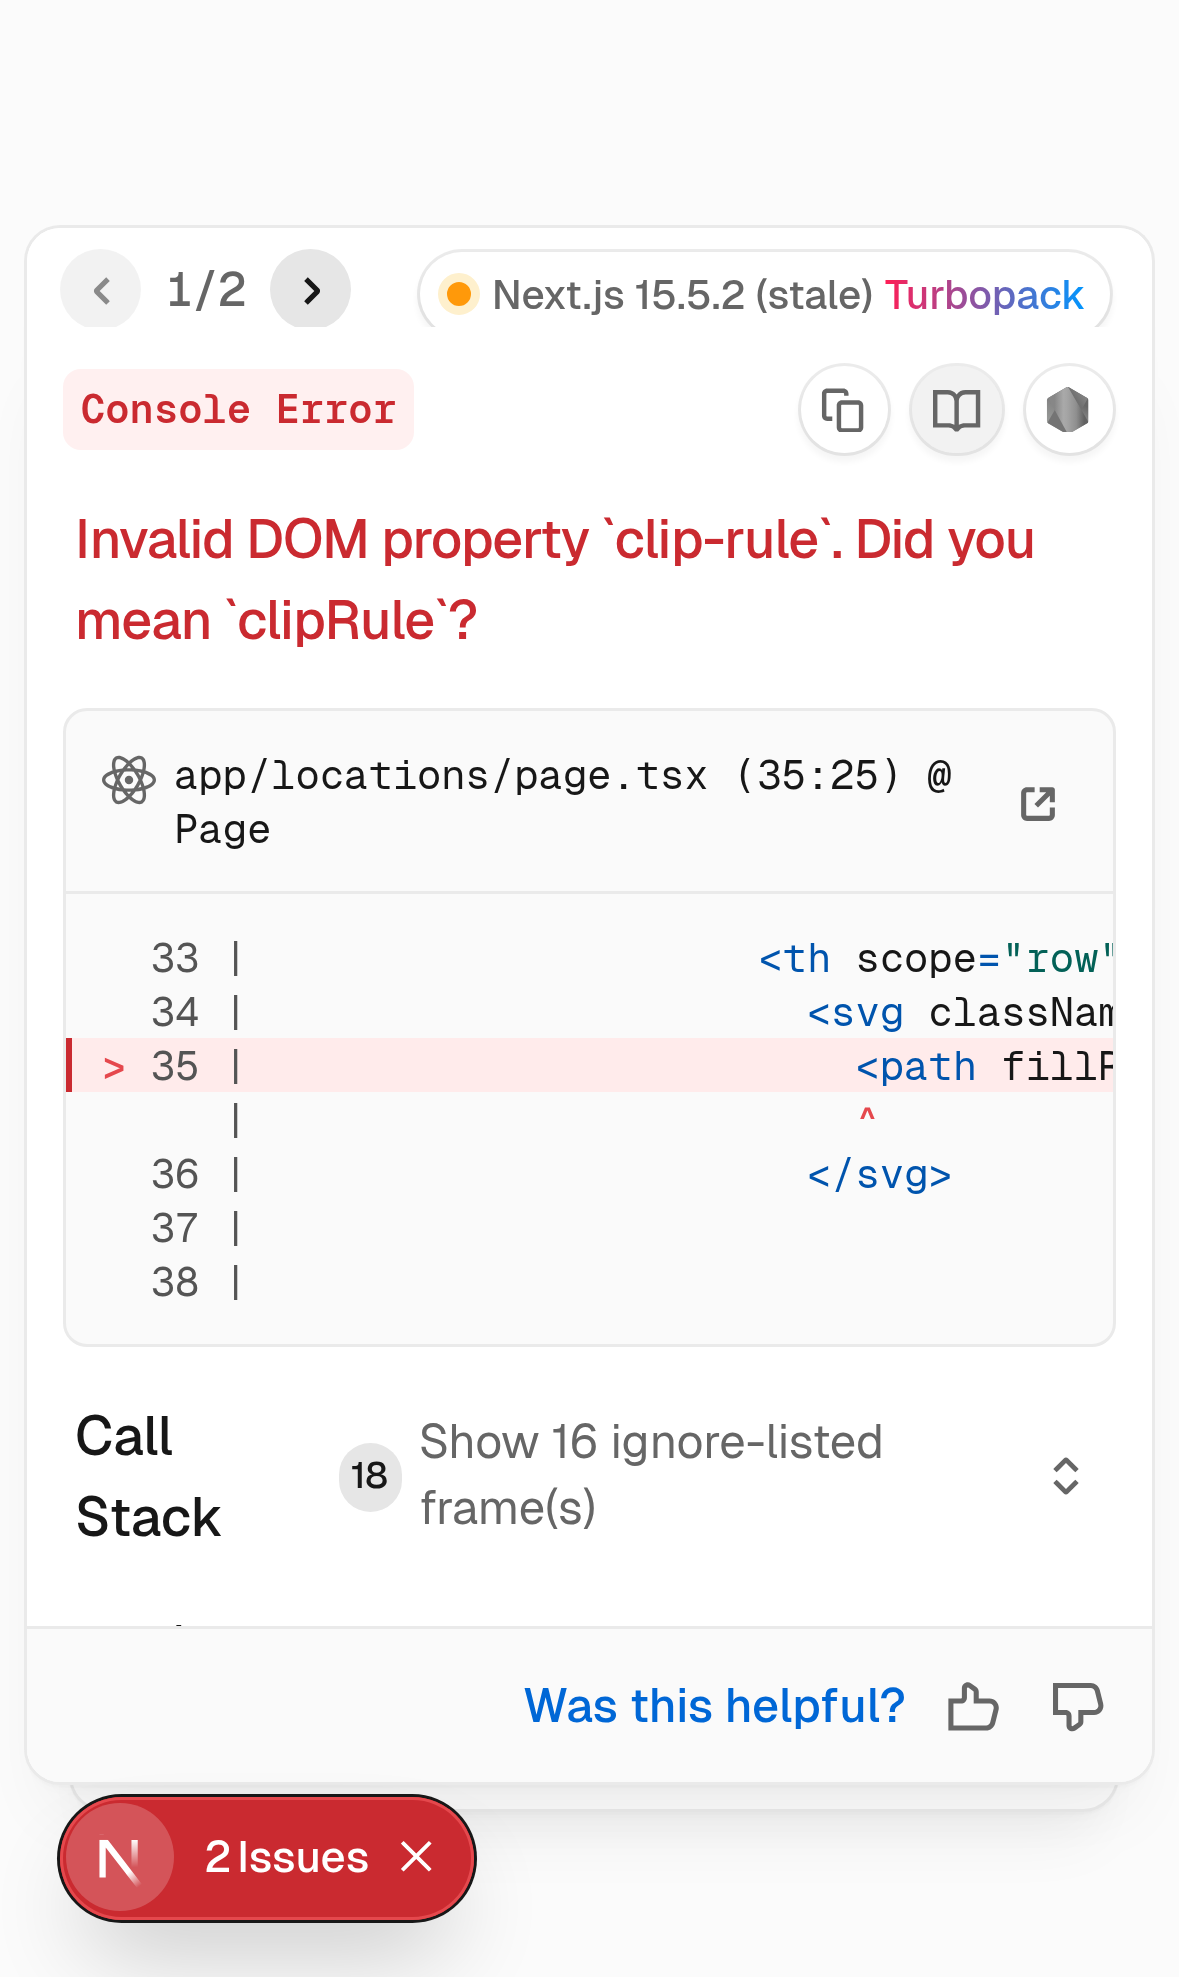 1/2
Next.js 15.5.2 (stale) Turbopack
Console Error
Invalid DOM property `clip-rule`. Did you
mean `clipRule`?
app/locations/page.tsx (35:25) @
Page
33 | <th scope="row"
34 | <svg classNam
> 35 | <path fillR
| ^
36 | </svg>
37 |
38 |
Call
Stack
18
Show 16 ignore-listed
frame(s)
Was this helpful?
N
2 Issues